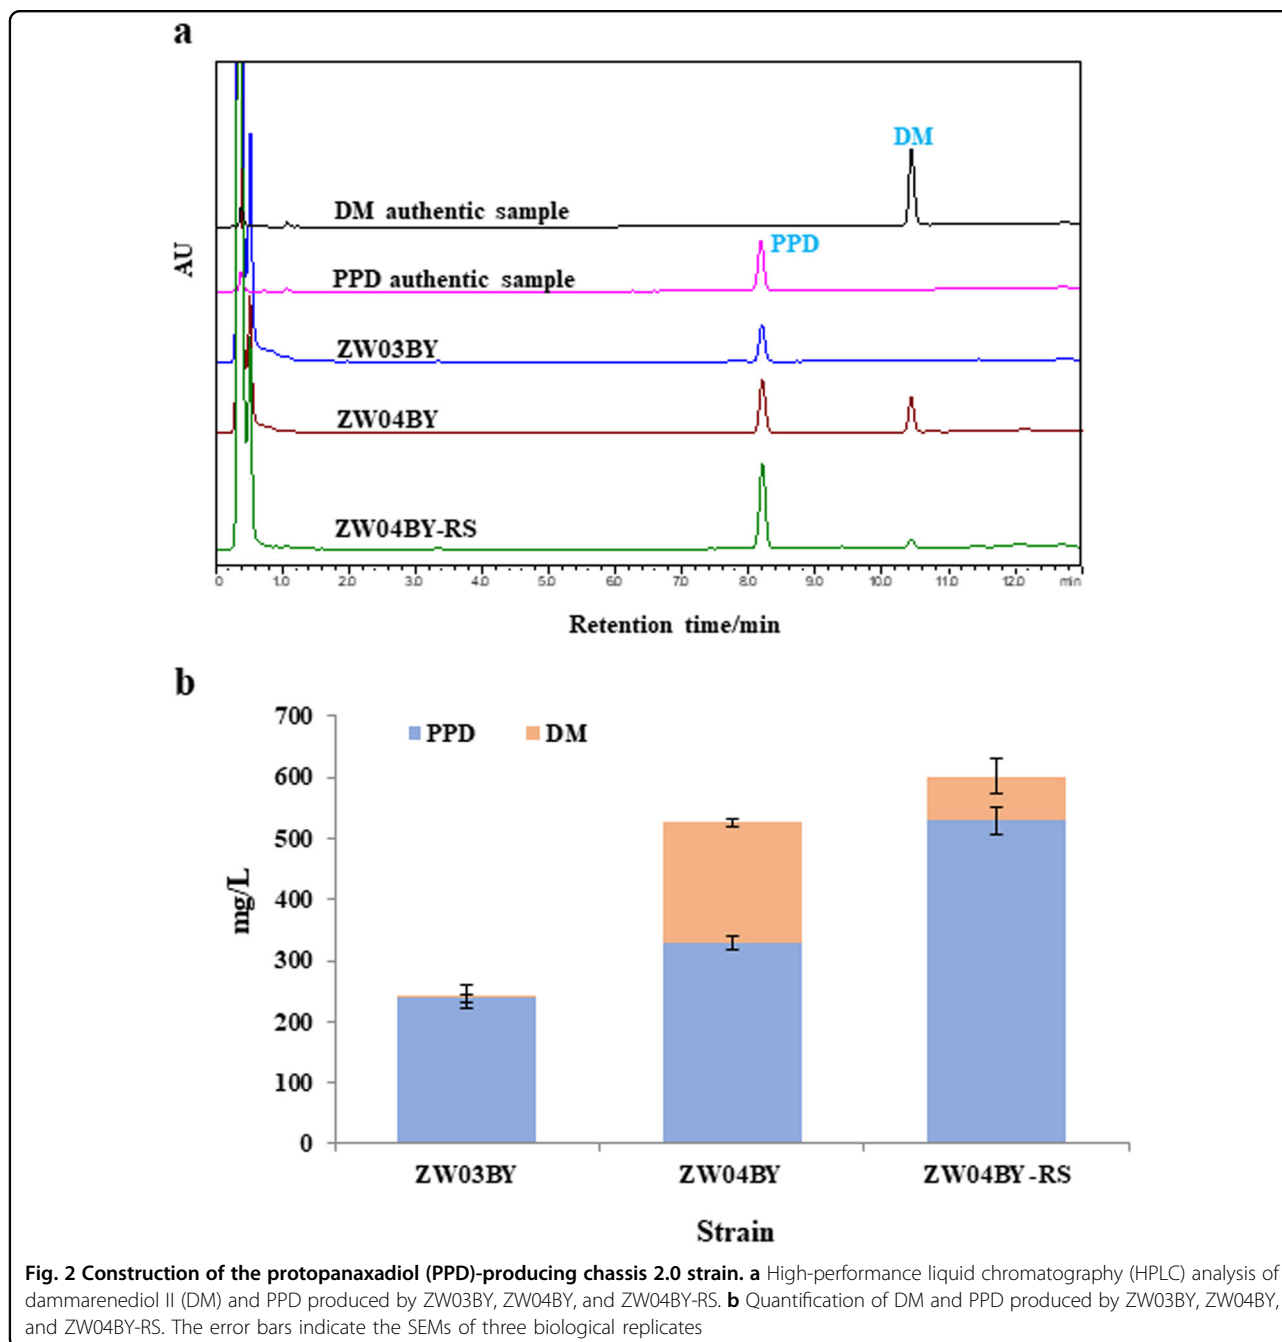 a
DM
DM authentic sample
PPD
PPD authentic sample
ZW03BY
ZW04BY
ZW04BY-RS
AU
0 1.0 2.0 3.0 4.0 5.0 6.0 7.0 8.0 9.0 10.0 11.0 12.0 min
Retention time/min
b
PPD DM
700
600
500
400
300
200
100
0
mg/L
ZW03BY ZW04BY ZW04BY-RS
Strain
Fig. 2 Construction of the protopanaxadiol (PPD)-producing chassis 2.0 strain. a High-performance liquid chromatography (HPLC) analysis of
dammarenediol II (DM) and PPD produced by ZW03BY, ZW04BY, and ZW04BY-RS. b Quantification of DM and PPD produced by ZW03BY, ZW04BY,
and ZW04BY-RS. The error bars indicate the SEMs of three biological replicates